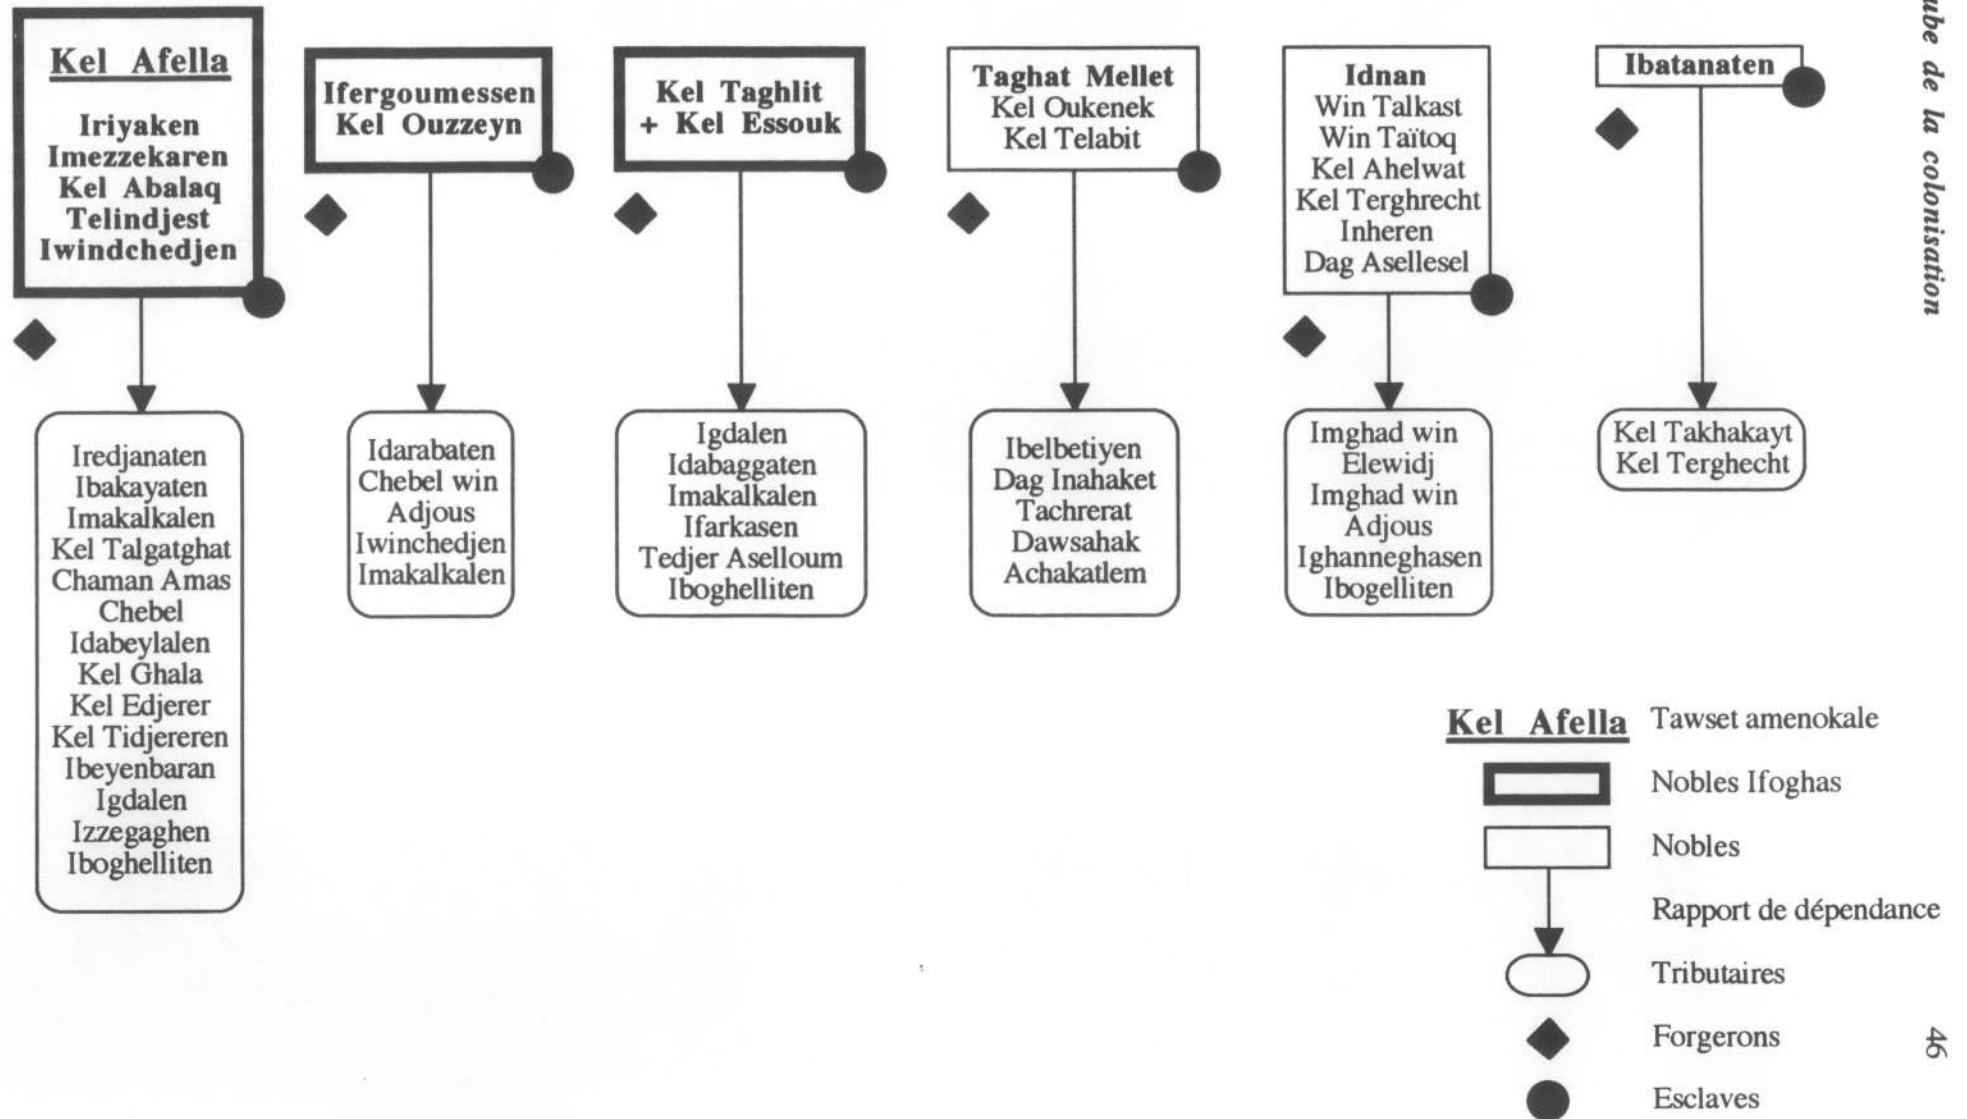 ube de la colonisation
Kel Afella
Iriyaken
Imezzekaren
Kel Abalaq
Telindjest
Iwindchedjen
Ifergoumessen
Kel Ouzzeyn
Kel Taghlit
+ Kel Essouk
Taghat Mellet
Kel Oukenek
Kel Telabit
Idnan
Win Talkast
Win Taïtoq
Kel Ahelwat
Kel Terghrecht
Inheren
Dag Asellesel
Ibatanaten
Iredjanaten
Ibakayaten
Imakalkalen
Kel Talgatghat
Chaman Amas
Chebel
Idabeylalen
Kel Ghala
Kel Edjerer
Kel Tidjereren
Ibeyenbaran
Igdalen
Izzegaghen
Iboghelliten
Idarabaten
Chebel win
Adjous
Iwinchedjen
Imakalkalen
Igdalen
Idabaggaten
Imakalkalen
Ifarkasen
Tedjer Aselloum
Iboghelliten
Ibelbetiyen
Dag Inahaket
Tachrerat
Dawsahak
Achakatlem
Imghad win
Elewidj
Imghad win
Adjous
Ighanneghasen
Ibogelliten
Kel Takhakayt
Kel Terghecht
Kel Afella Tawset amenokale
Nobles Ifoghas
Nobles
Rapport de dépendance
Tributaires
Forgerons
Esclaves
46